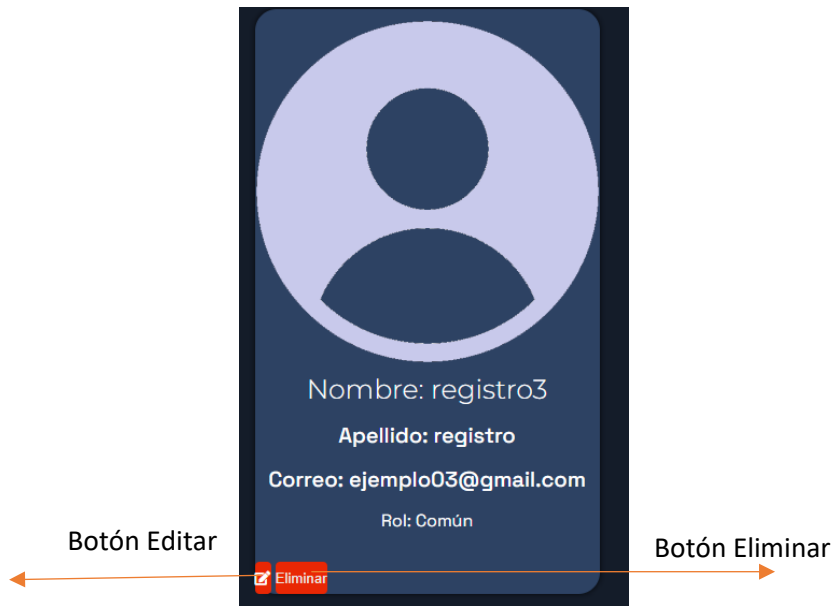 Nombre: registro3
Apellido: registro
Correo: ejemplo03@gmail.com
Rol: Común
Botón Editar
Botón Eliminar
Eliminar